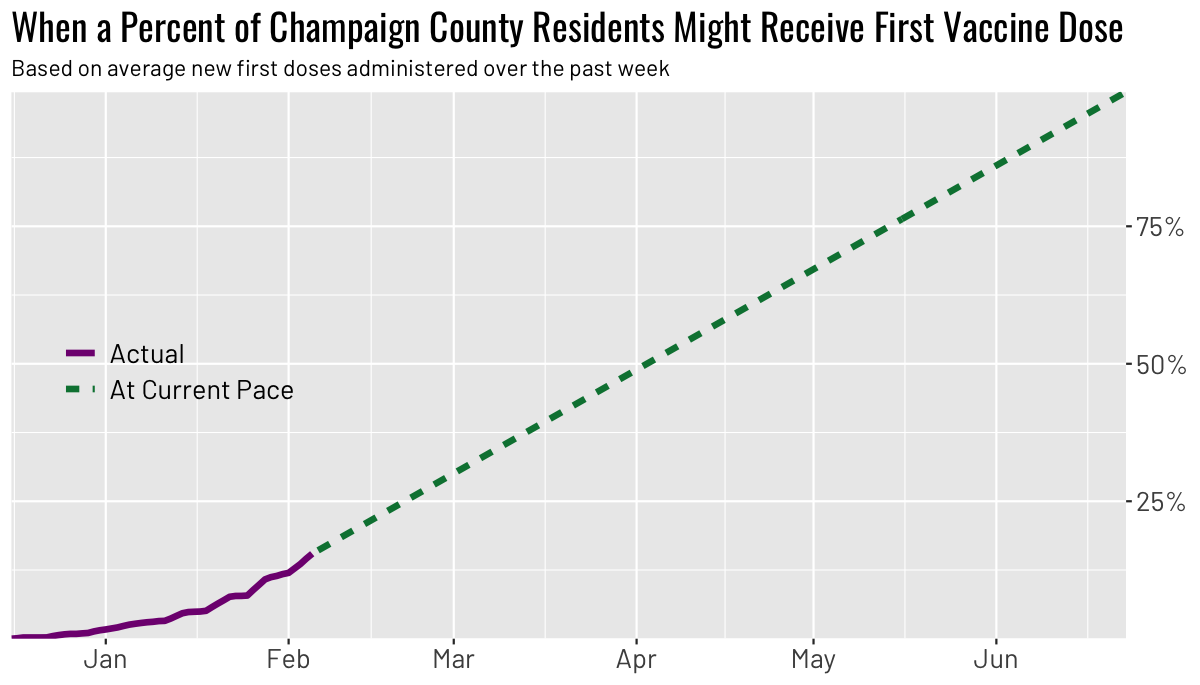 When a Percent of Champaign County Residents Might Receive First Vaccine Dose
Based on average new first doses administered over the past week
75%
Actual
50%
At Current Pace
25%
Jan Feb Mar Apr May Jun